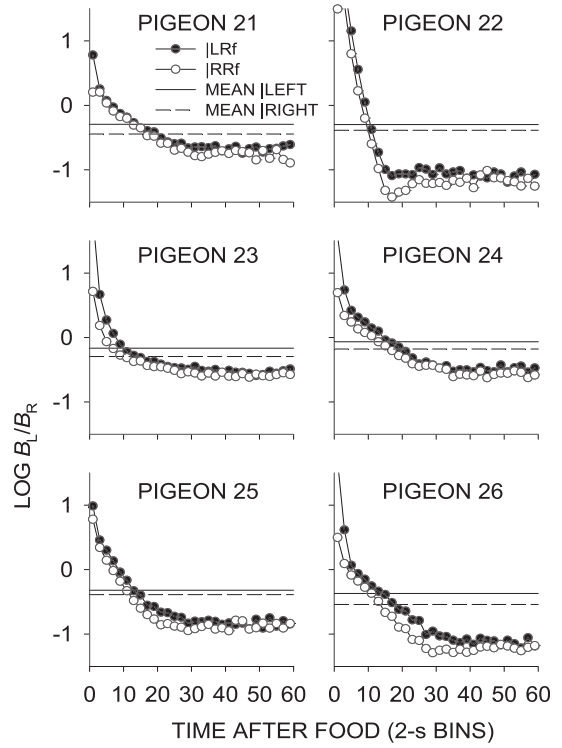 PIGEON 21
|LRf
|RRf
MEAN |LEFT
MEAN |RIGHT
1
0
-1
PIGEON 22
PIGEON 23
1
0
-1
PIGEON 24
PIGEON 25
1
0
-1
0 10 20 30 40 50 60
PIGEON 26
0 10 20 30 40 50 60
LOG B_L/B_R
TIME AFTER FOOD (2-s BINS)